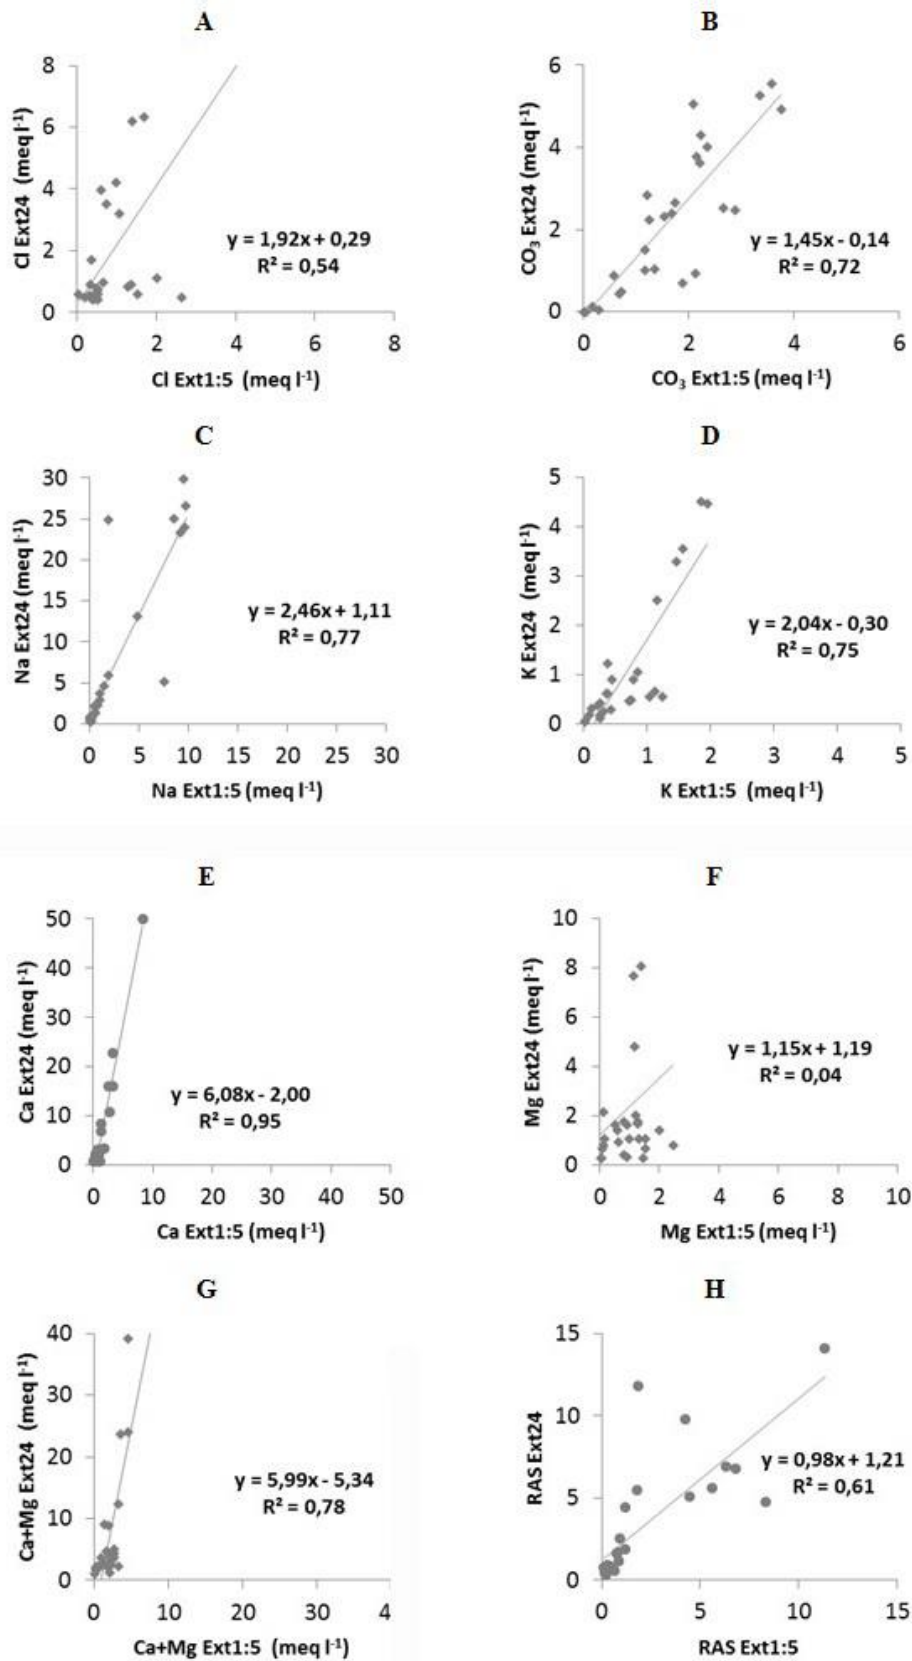 A
8
6
4
2
0
0 2 4 6 8
Cl Ext24 (meq l-1)
y = 1,92x + 0,29
R² = 0,54
Cl Ext1:5 (meq l-1)
B
6
4
2
0
0 2 4 6
CO3 Ext24 (meq l-1)
y = 1,45x - 0,14
R² = 0,72
CO3 Ext1:5 (meq l-1)
C
30
25
20
15
10
5
0
0 5 10 15 20 25 30
Na Ext24 (meq l-1)
y = 2,46x + 1,11
R² = 0,77
Na Ext1:5 (meq l-1)
D
5
4
3
2
1
0
0 1 2 3 4 5
K Ext24 (meq l-1)
y = 2,04x - 0,30
R² = 0,75
K Ext1:5 (meq l-1)
E
50
40
30
20
10
0
0 10 20 30 40 50
Ca Ext24 (meq l-1)
y = 6,08x - 2,00
R² = 0,95
Ca Ext1:5 (meq l-1)
F
10
8
6
4
2
0
0 2 4 6 8 10
Mg Ext24 (meq l-1)
y = 1,15x + 1,19
R² = 0,04
Mg Ext1:5 (meq l-1)
G
40
30
20
10
0
0 10 20 30 4
Ca+Mg Ext24 (meq l-1)
y = 5,99x - 5,34
R² = 0,78
Ca+Mg Ext1:5 (meq l-1)
H
15
10
5
0
0 5 10 15
RAS Ext24
y = 0,98x + 1,21
R² = 0,61
RAS Ext1:5